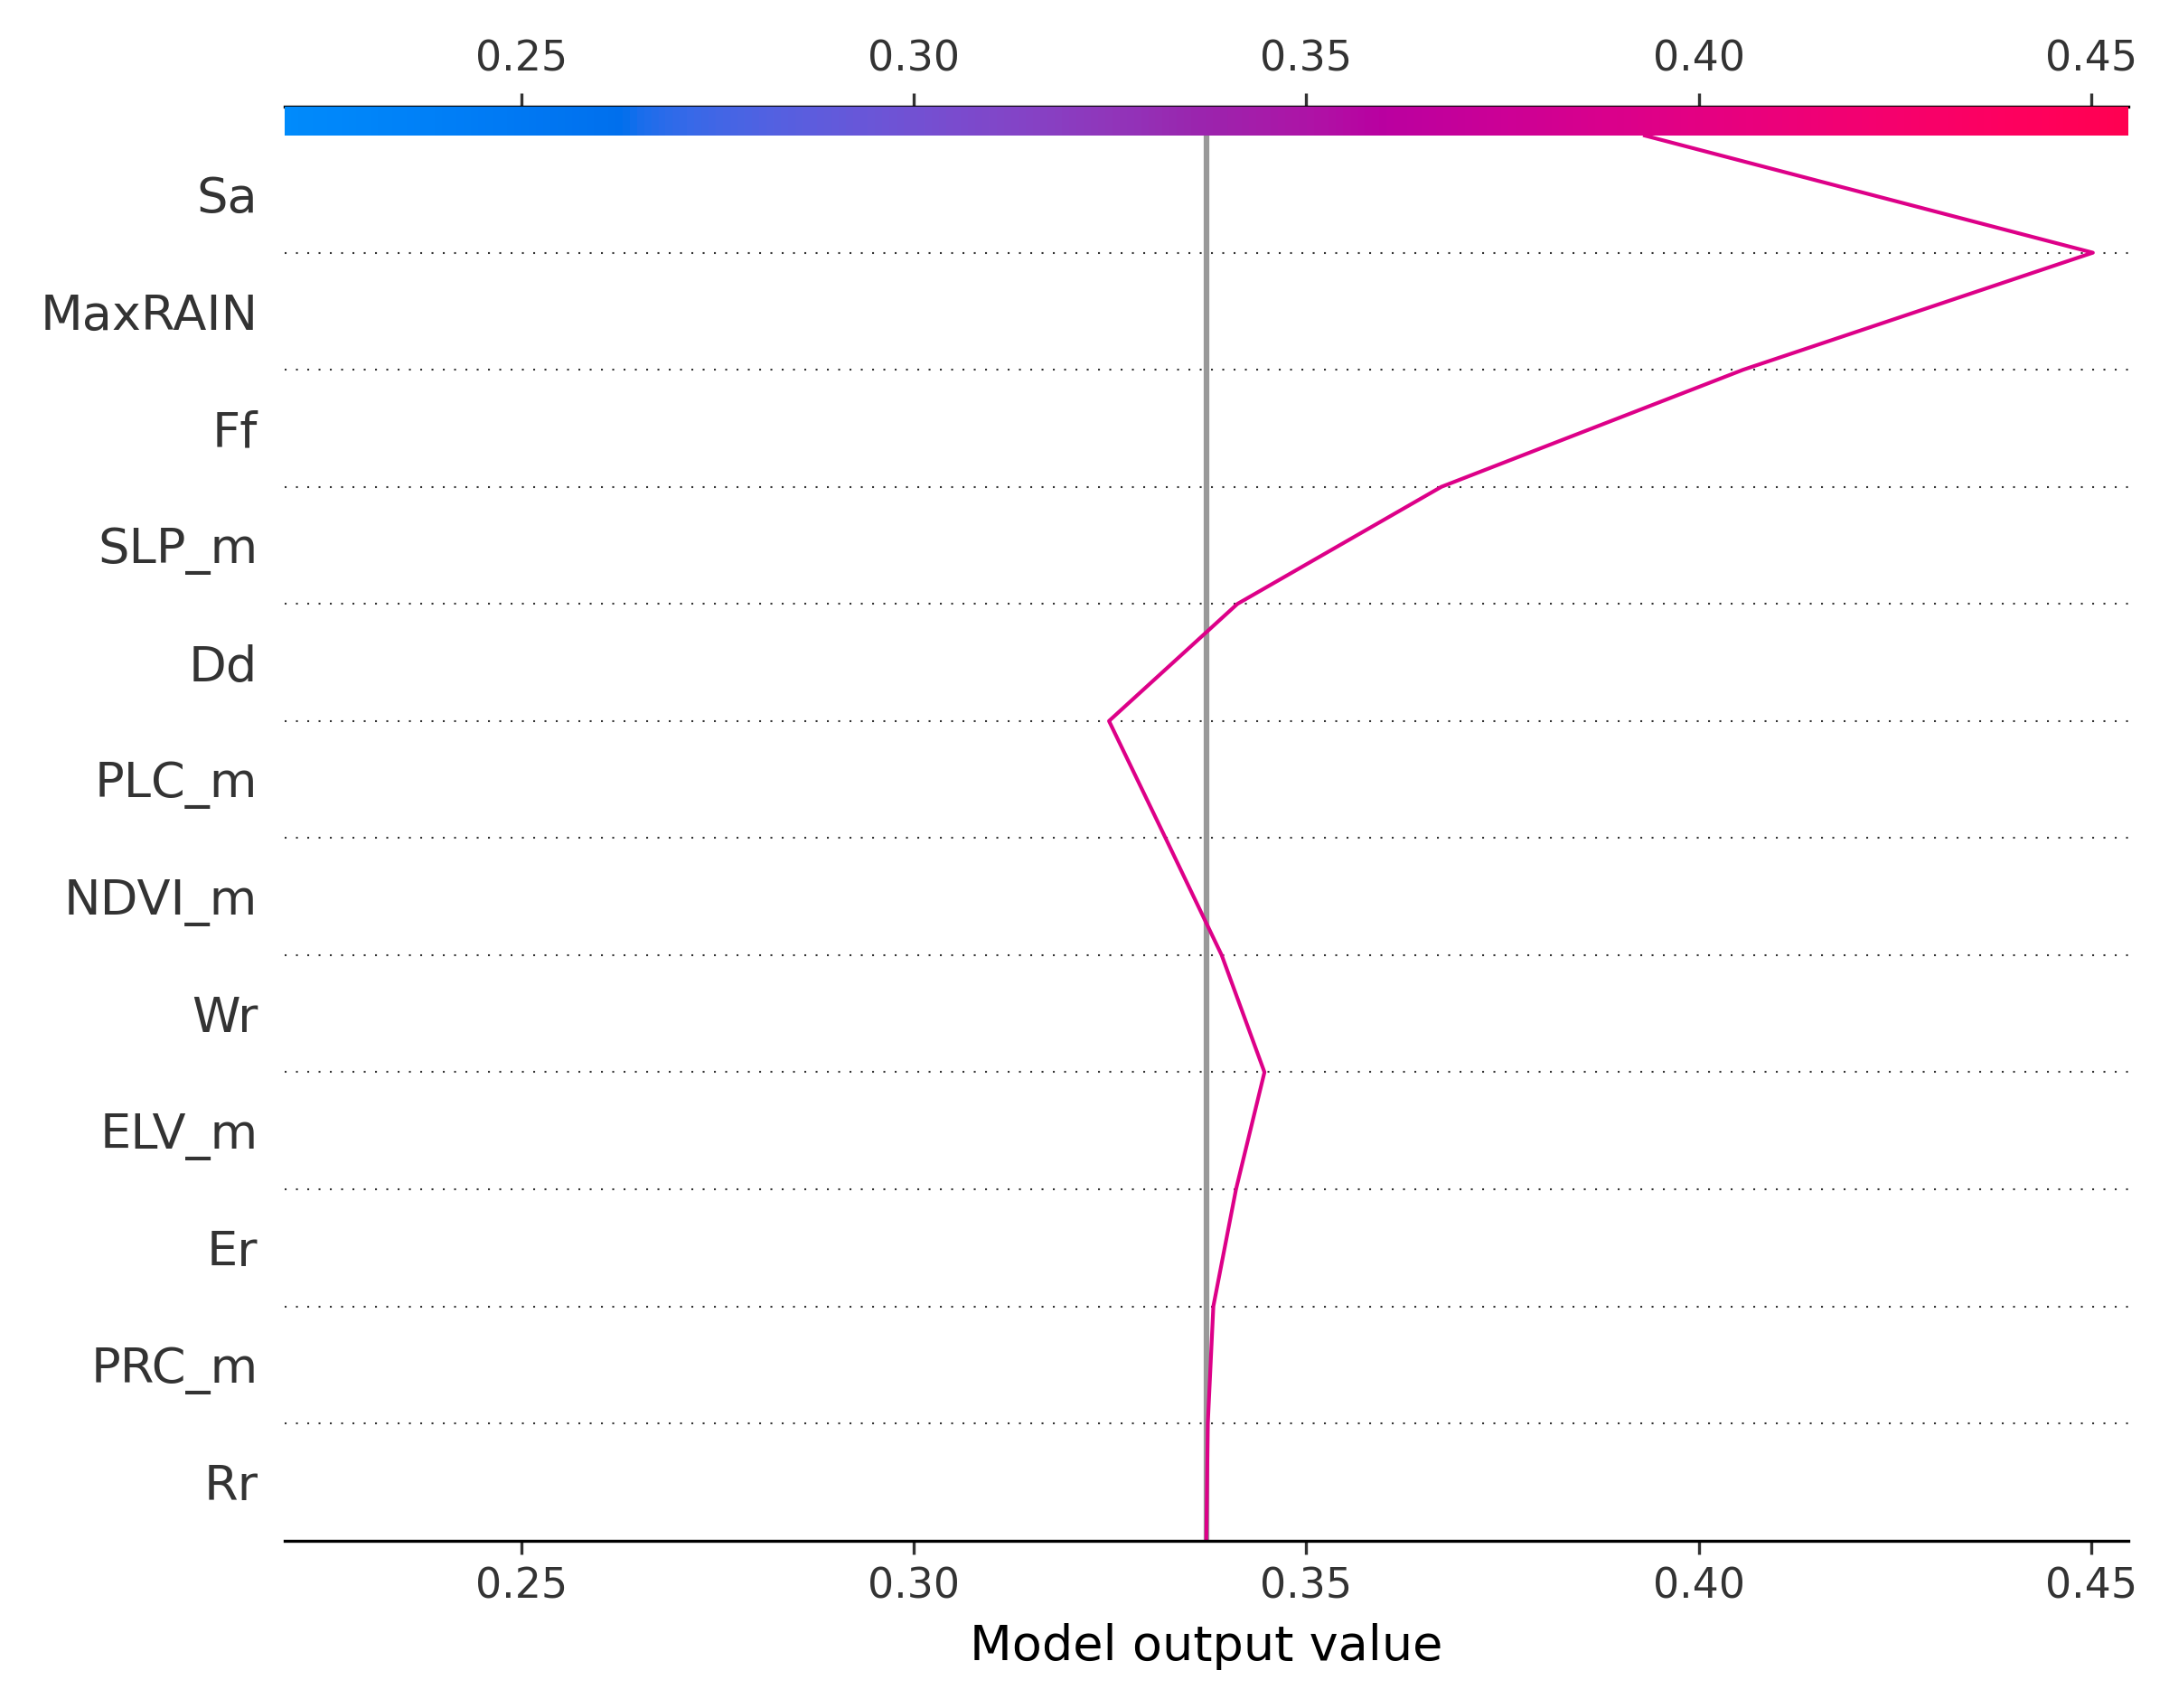 0.25 0.30 0.35 0.40 0.45
Sa
MaxRAIN
Ff
SLP_m
Dd
PLC_m
NDVI_m
Wr
ELV_m
Er
PRC_m
Rr
0.25 0.30 0.35 0.40 0.45
Model output value